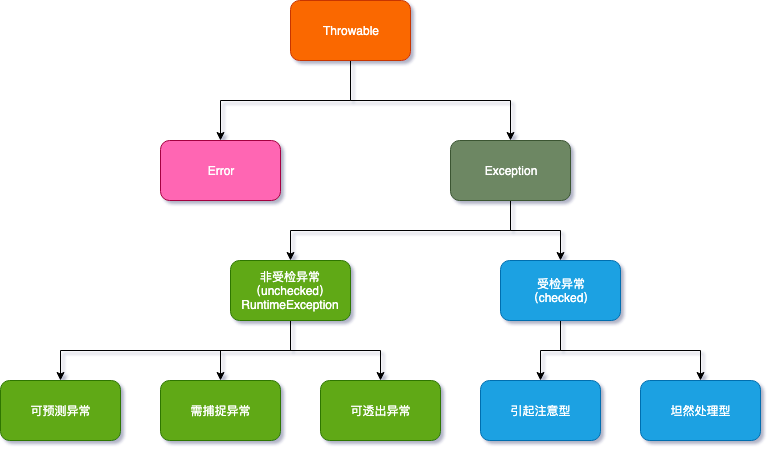 Throwable
Error
Exception
非受检异常
(unchecked)
RuntimeException
受检异常
(checked)
可预测异常
需捕捉异常
可透出异常
引起注意型
坦然处理型